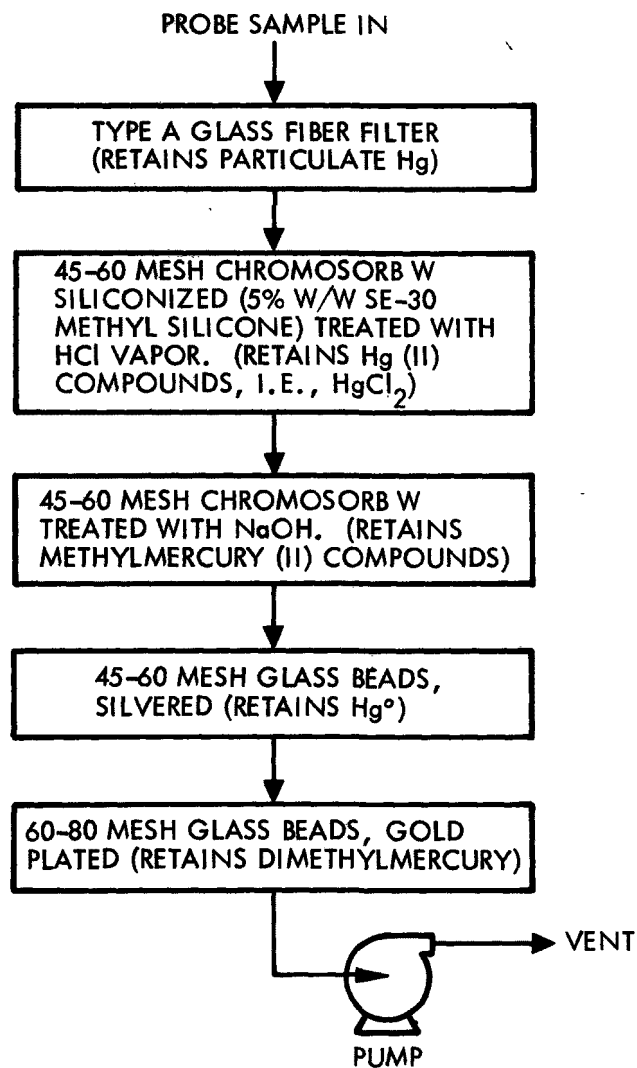 PROBE SAMPLE IN
TYPE A GLASS FIBER FILTER
(RETAINS PARTICULATE Hg)
45-60 MESH CHROMOSORB W
SILICONIZED (5% W/W SE-30
METHYL SILICONE) TREATED WITH
HCl VAPOR. (RETAINS Hg (II)
COMPOUNDS, I.E., HgCl2)
45-60 MESH CHROMOSORB W
TREATED WITH NaOH. (RETAINS
METHYLMERCURY (II) COMPOUNDS)
45-60 MESH GLASS BEADS,
SILVERED (RETAINS Hg°)
60-80 MESH GLASS BEADS, GOLD
PLATED (RETAINS DIMETHYLMERCURY)
VENT
PUMP